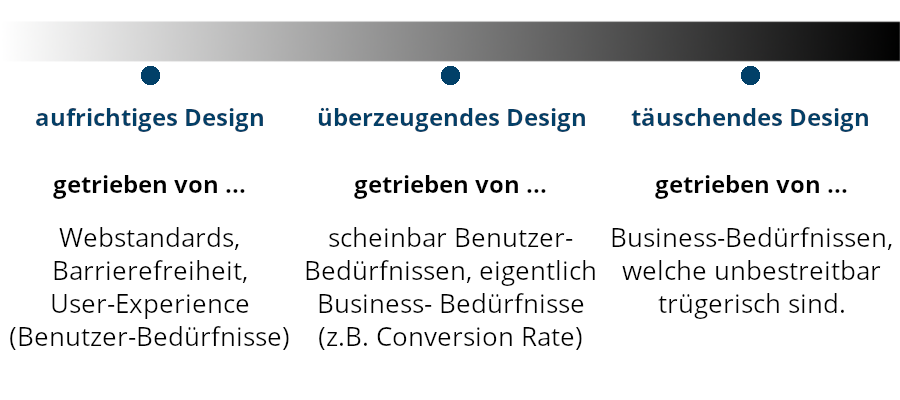 aufrichtiges Design
getrieben von ...
Webstandards,
Barrierefreiheit,
User-Experience
(Benutzer-Bedürfnisse)
überzeugendes Design
getrieben von ...
scheinbar Benutzer-
Bedürfnissen, eigentlich
Business- Bedürfnisse
(z.B. Conversion Rate)
täuschendes Design
getrieben von ...
Business-Bedürfnissen,
welche unbestreitbar
trügerisch sind.